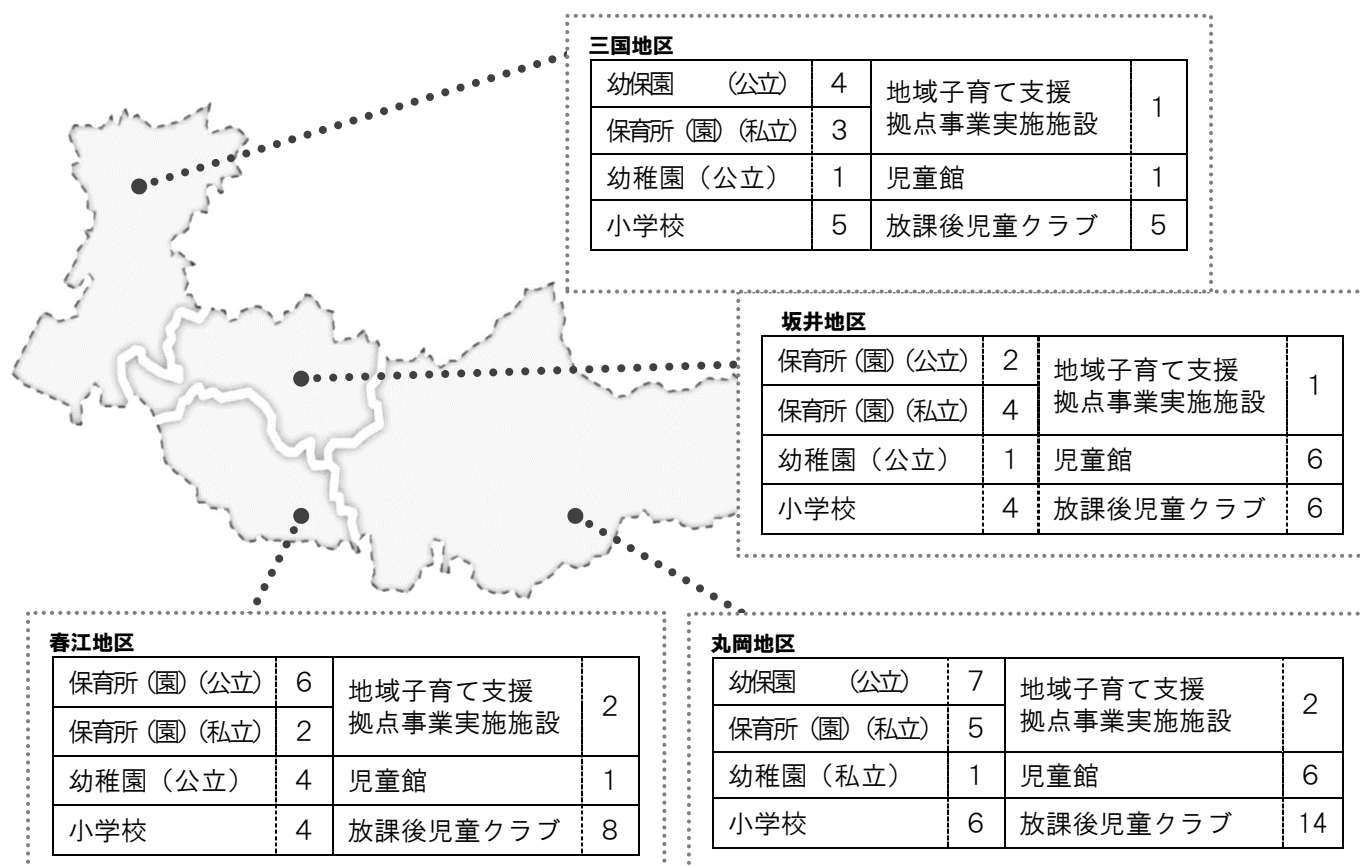 三国地区
幼保園　　（公立） 4 地域子育て支援
拠点事業実施施設 1
保育所（園）（私立） 3
幼稚園（公立） 1 児童館 1
小学校 5 放課後児童クラブ 5
坂井地区
保育所（園）（公立） 2 地域子育て支援
拠点事業実施施設 1
保育所（園）（私立） 4
幼稚園（公立） 1 児童館 6
小学校 4 放課後児童クラブ 6
春江地区
保育所（園）（公立） 6 地域子育て支援
拠点事業実施施設 2
保育所（園）（私立） 2
幼稚園（公立） 4 児童館 1
小学校 4 放課後児童クラブ 8
丸岡地区
幼保園　　（公立） 7 地域子育て支援
拠点事業実施施設 2
保育所（園）（私立） 5
幼稚園（私立） 1 児童館 6
小学校 6 放課後児童クラブ 14